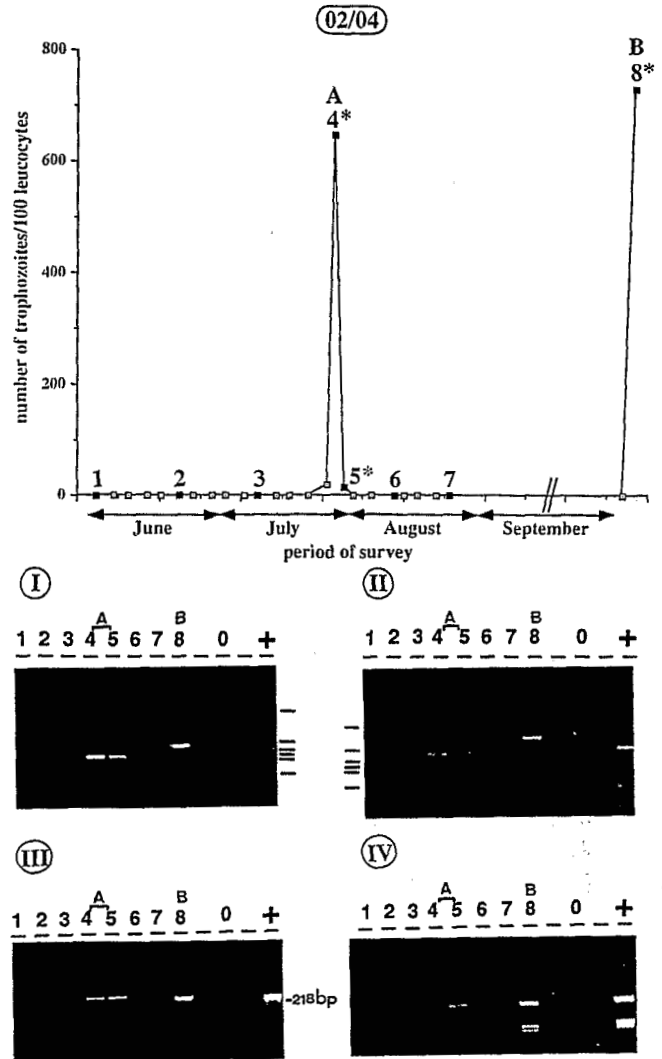 02/04
800
600
400
200
0
number of trophozoites/100 leucocytes
A
4*
B
8*
1
2
3
5*
6
7
June
July
August
September
period of survey
I
A
B
1 2 3 4 5 6 7 8 0 +
II
A
B
1 2 3 4 5 6 7 8 0 +
III
A
B
1 2 3 4 5 6 7 8 0 +
-218bp
IV
A
B
1 2 3 4 5 6 7 8 0 +